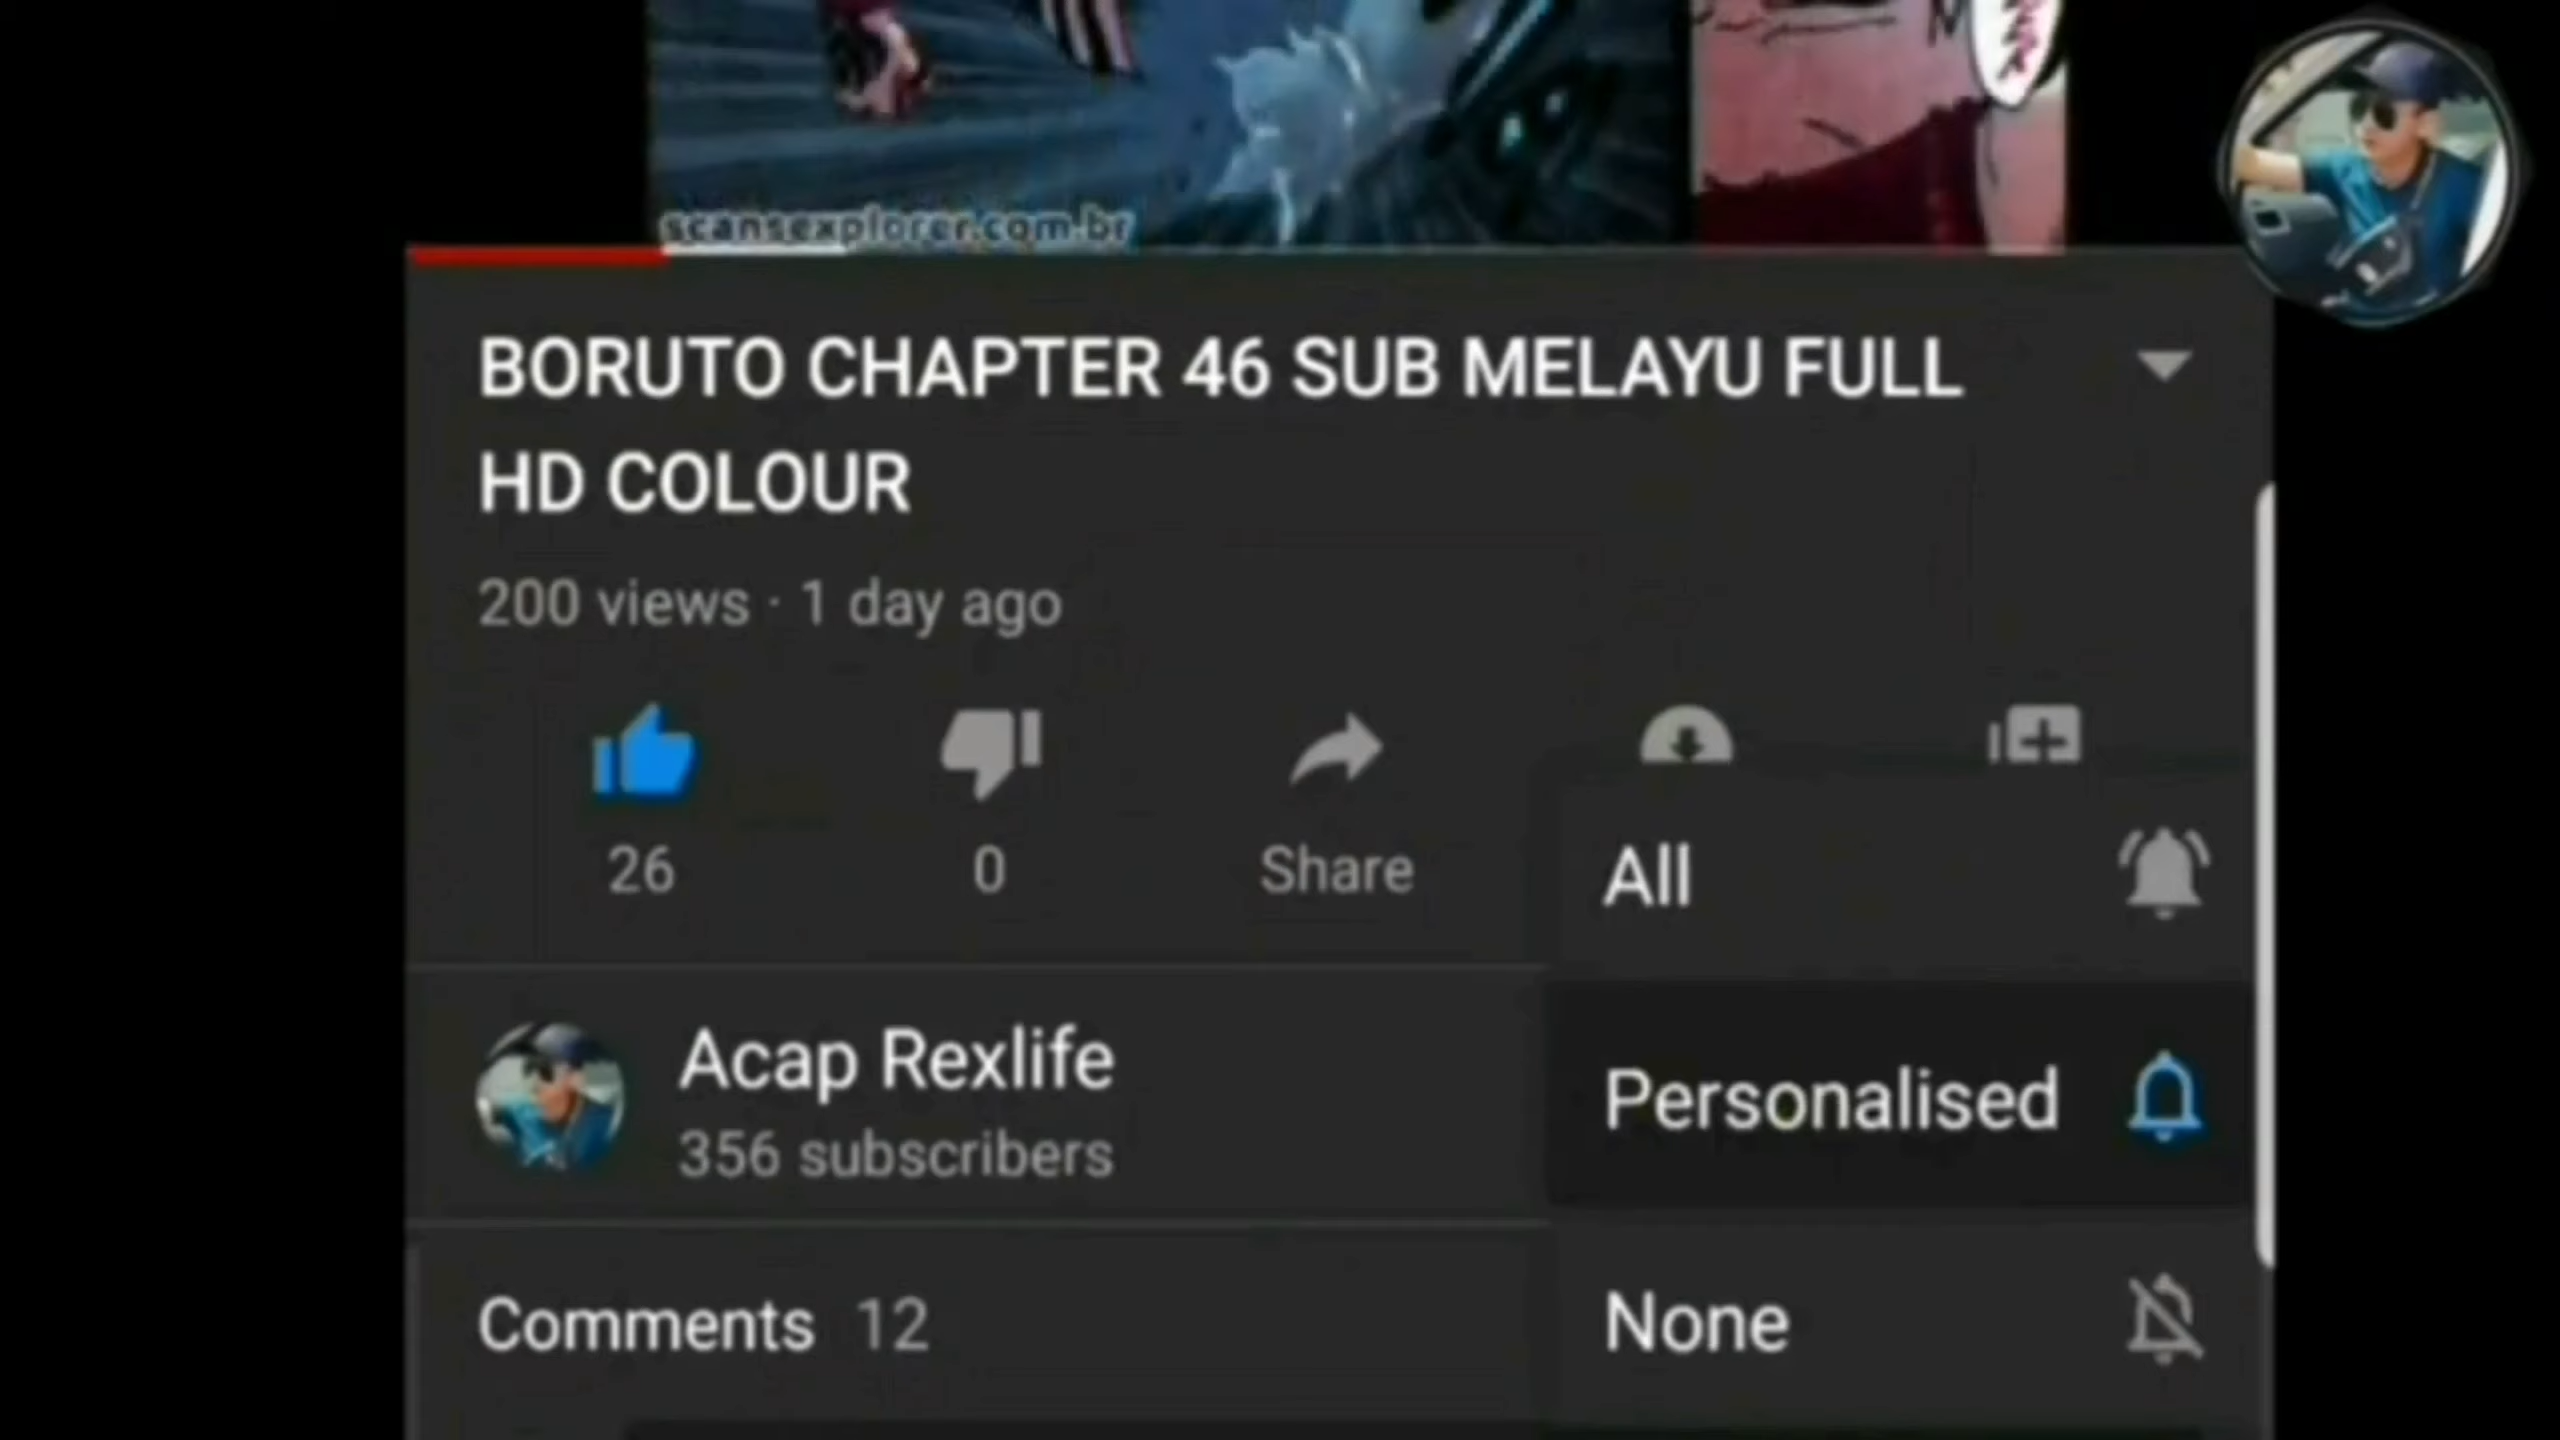 scansexplorer.com.br
BORUTO CHAPTER 46 SUB MELAYU FULL
HD COLOUR
200 views · 1 day ago
26
0
Share
All
Acap Rexlife
356 subscribers
Personalised
Comments 12
None